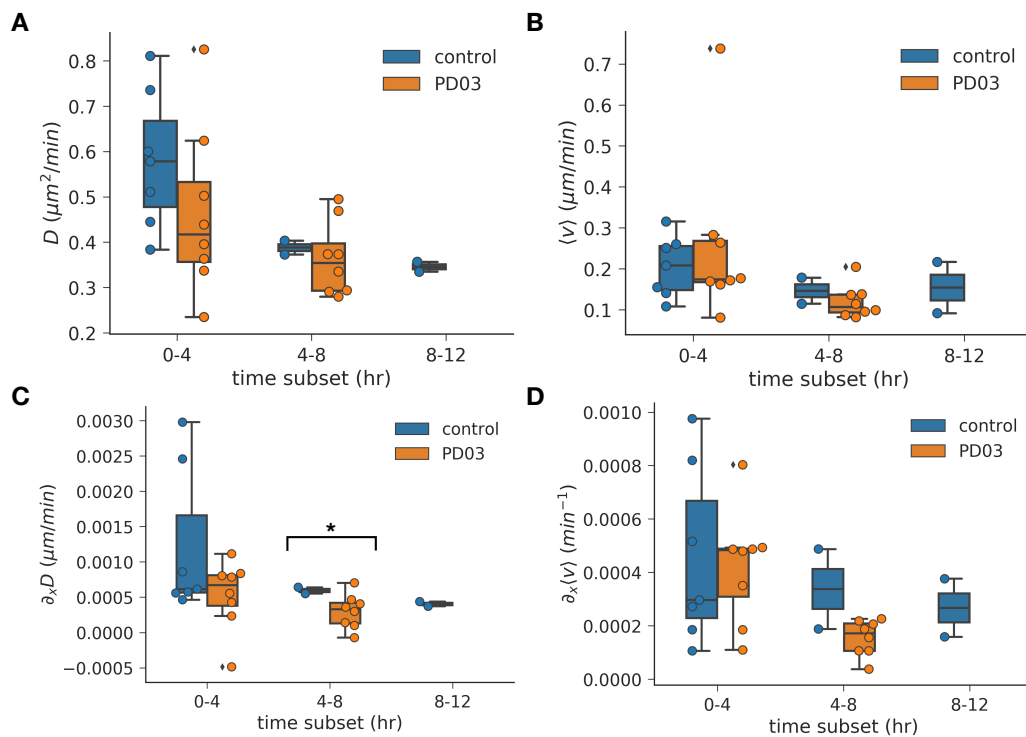 A
D (μm²/min)
0.8
0.7
0.6
0.5
0.4
0.3
0.2
control
PD03
0-4
4-8
8-12
time subset (hr)
B
⟨v⟩ (μm/min)
0.7
0.6
0.5
0.4
0.3
0.2
0.1
control
PD03
0-4
4-8
8-12
time subset (hr)
C
∂ₓD (μm/min)
0.0030
0.0025
0.0020
0.0015
0.0010
0.0005
0.0000
−0.0005
control
PD03
*
0-4
4-8
8-12
time subset (hr)
D
∂ₓ⟨v⟩ (min⁻¹)
0.0010
0.0008
0.0006
0.0004
0.0002
0.0000
control
PD03
0-4
4-8
8-12
time subset (hr)